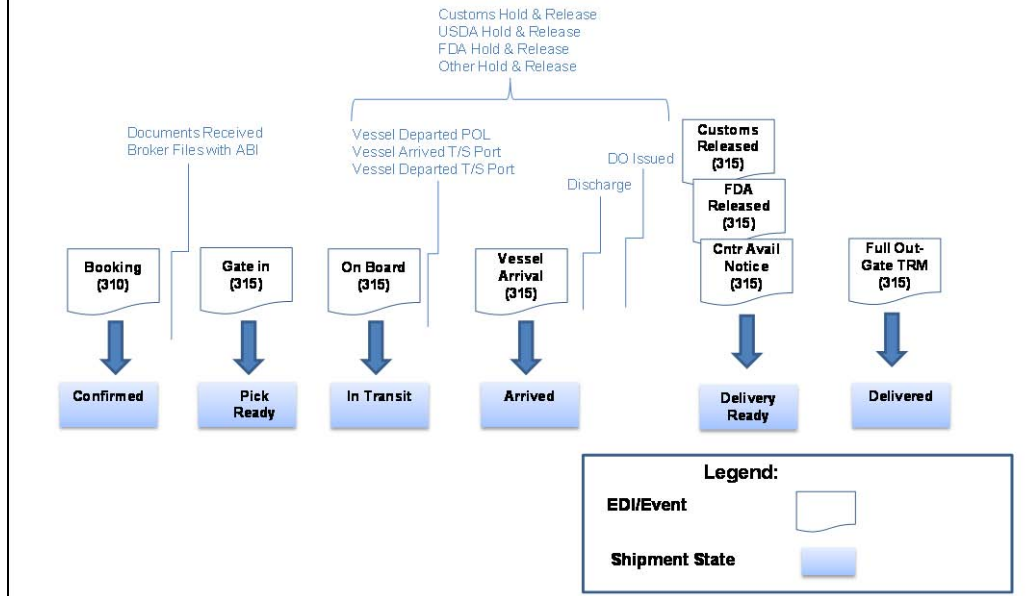 Customs Hold & Release
USDA Hold & Release
FDA Hold & Release
Other Hold & Release
Documents Received
Broker Files with ABI
Vessel Departed POL
Vessel Arrived T/S Port
Vessel Departed T/S Port
DO Issued
Discharge
Customs
Released
(315)
FDA
Released
(315)
Booking
(310)
Gate in
(315)
On Board
(315)
Vessel
Arrival
(315)
Cntr Avail
Notice
(315)
Full Out-
Gate TRM
(315)
Confirmed
Pick
Ready
In Transit
Arrived
Delivery
Ready
Delivered
Legend:
EDI/Event
Shipment State